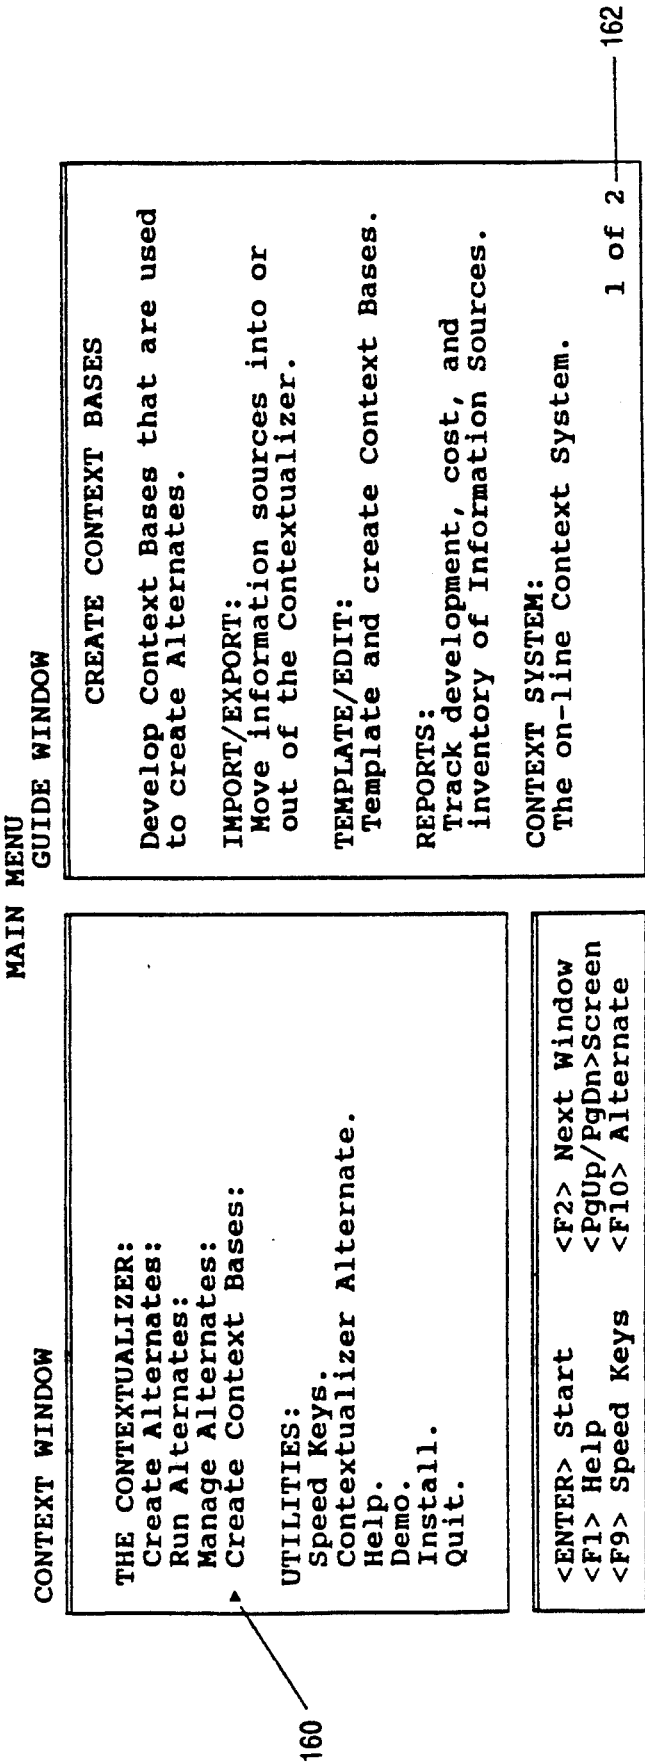 MAIN MENU
CONTEXT WINDOW
THE CONTEXTUALIZER:
Create Alternates:
Run Alternates:
Manage Alternates:
▸ Create Context Bases:
UTILITIES:
Speed Keys.
Contextualizer Alternate.
Help.
Demo.
Install.
Quit.
160
<ENTER> Start <F2> Next Window
<F1> Help <PgUp/PgDn>Screen
<F9> Speed Keys <F10> Alternate
GUIDE WINDOW
CREATE CONTEXT BASES
Develop Context Bases that are used
to create Alternates.
IMPORT/EXPORT:
Move information sources into or
out of the Contextualizer.
TEMPLATE/EDIT:
Template and create Context Bases.
REPORTS:
Track development, cost, and
inventory of Information Sources.
CONTEXT SYSTEM:
The on-line Context System.
1 of 2
162